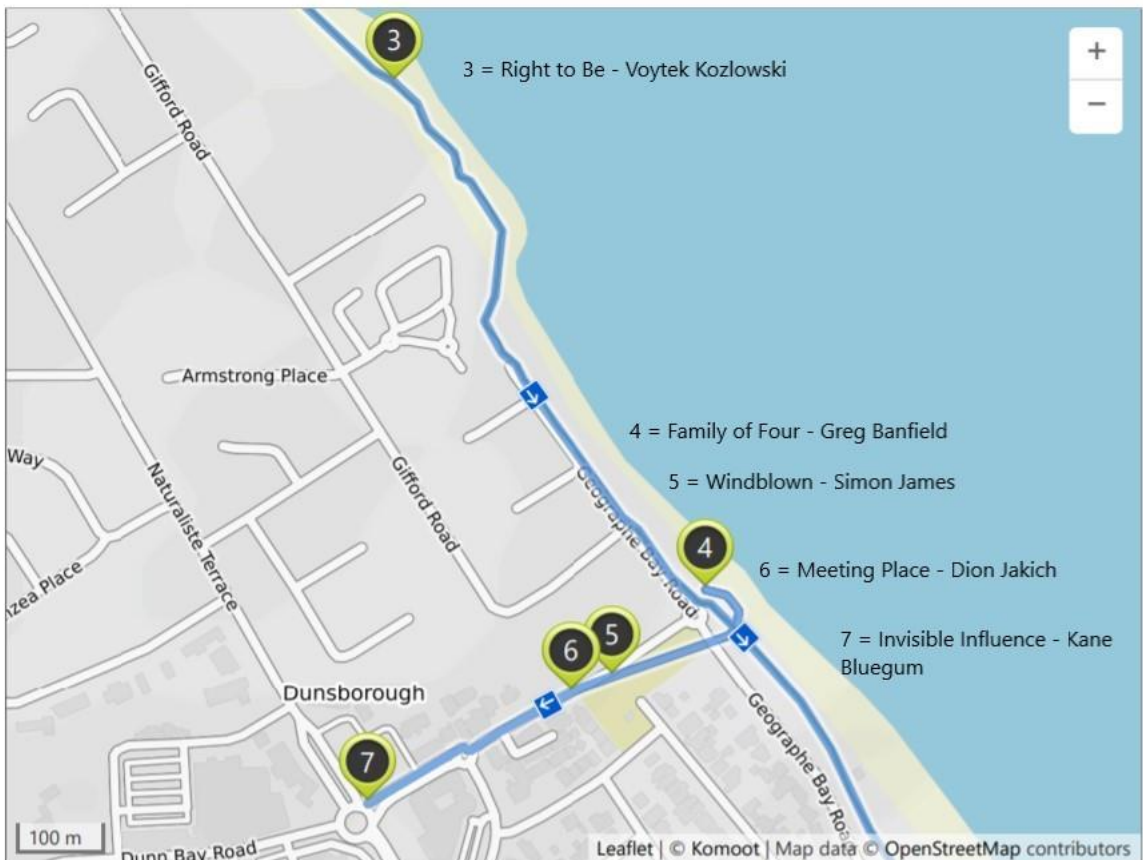 3
3 = Right to Be - Voytek Kozlowski
+
−
Gifford Road
Armstrong Place
4 = Family of Four - Greg Banfield
Way
Naturaliste Terrace
Gifford Road
Geographe Bay Road
5 = Windblown - Simon James
4
6 = Meeting Place - Dion Jakich
nzea Place
5
6
7 = Invisible Influence - Kane
Bluegum
Dunsborough
Geographe Bay Roa
7
100 m
Dunn Bay Road
Leaflet | © Komoot | Map data © OpenStreetMap contributors